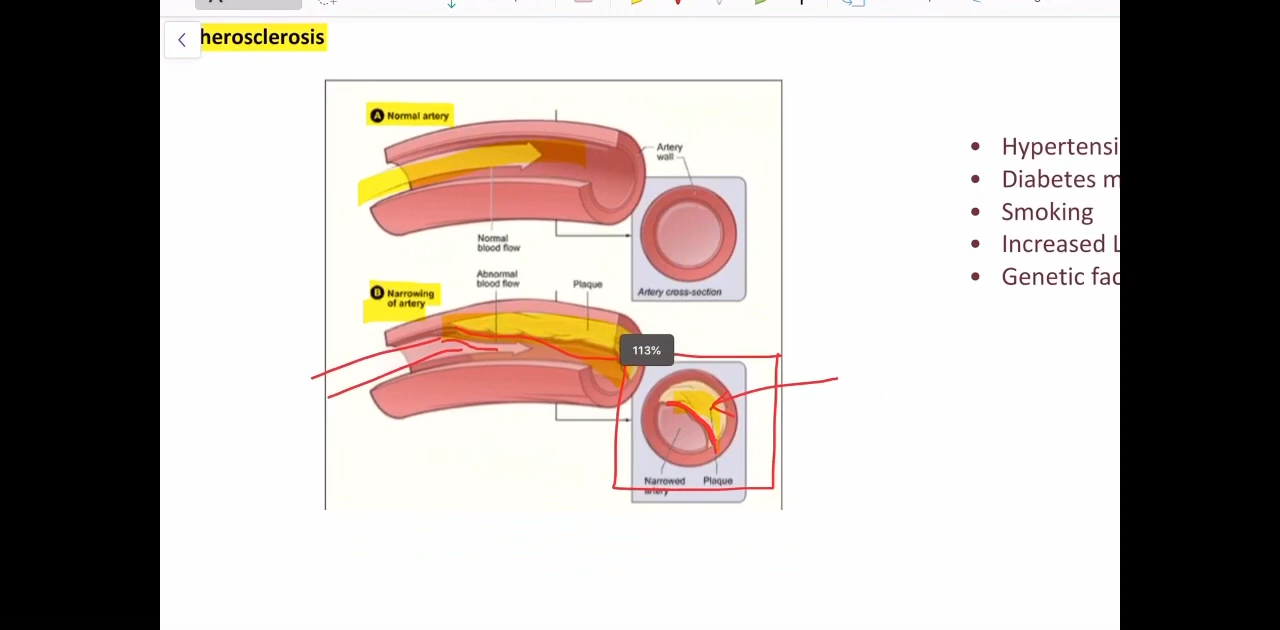 herosclerosis
A Normal artery
Artery
wall
Normal
blood flow
Artery cross-section
Abnormal
blood flow
Plaque
B Narrowing
of artery
113%
Narrowed
artery
Plaque
• Hypertensi
• Diabetes m
• Smoking
• Increased L
• Genetic fac